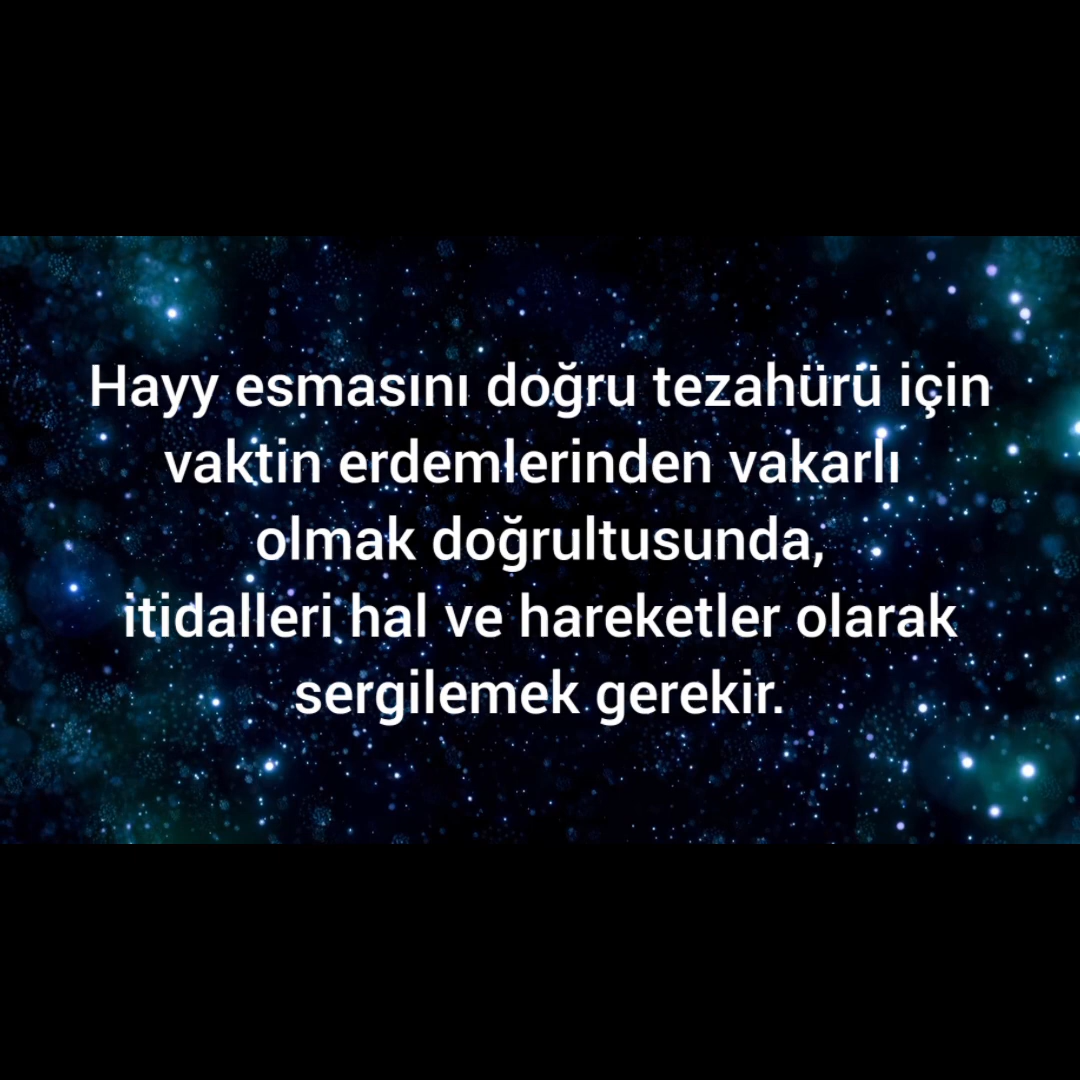 Hayy esmasını doğru tezahürü için
vaktin erdemlerinden vakarlı
olmak doğrultusunda,
itidalleri hal ve hareketler olarak
sergilemek gerekir.